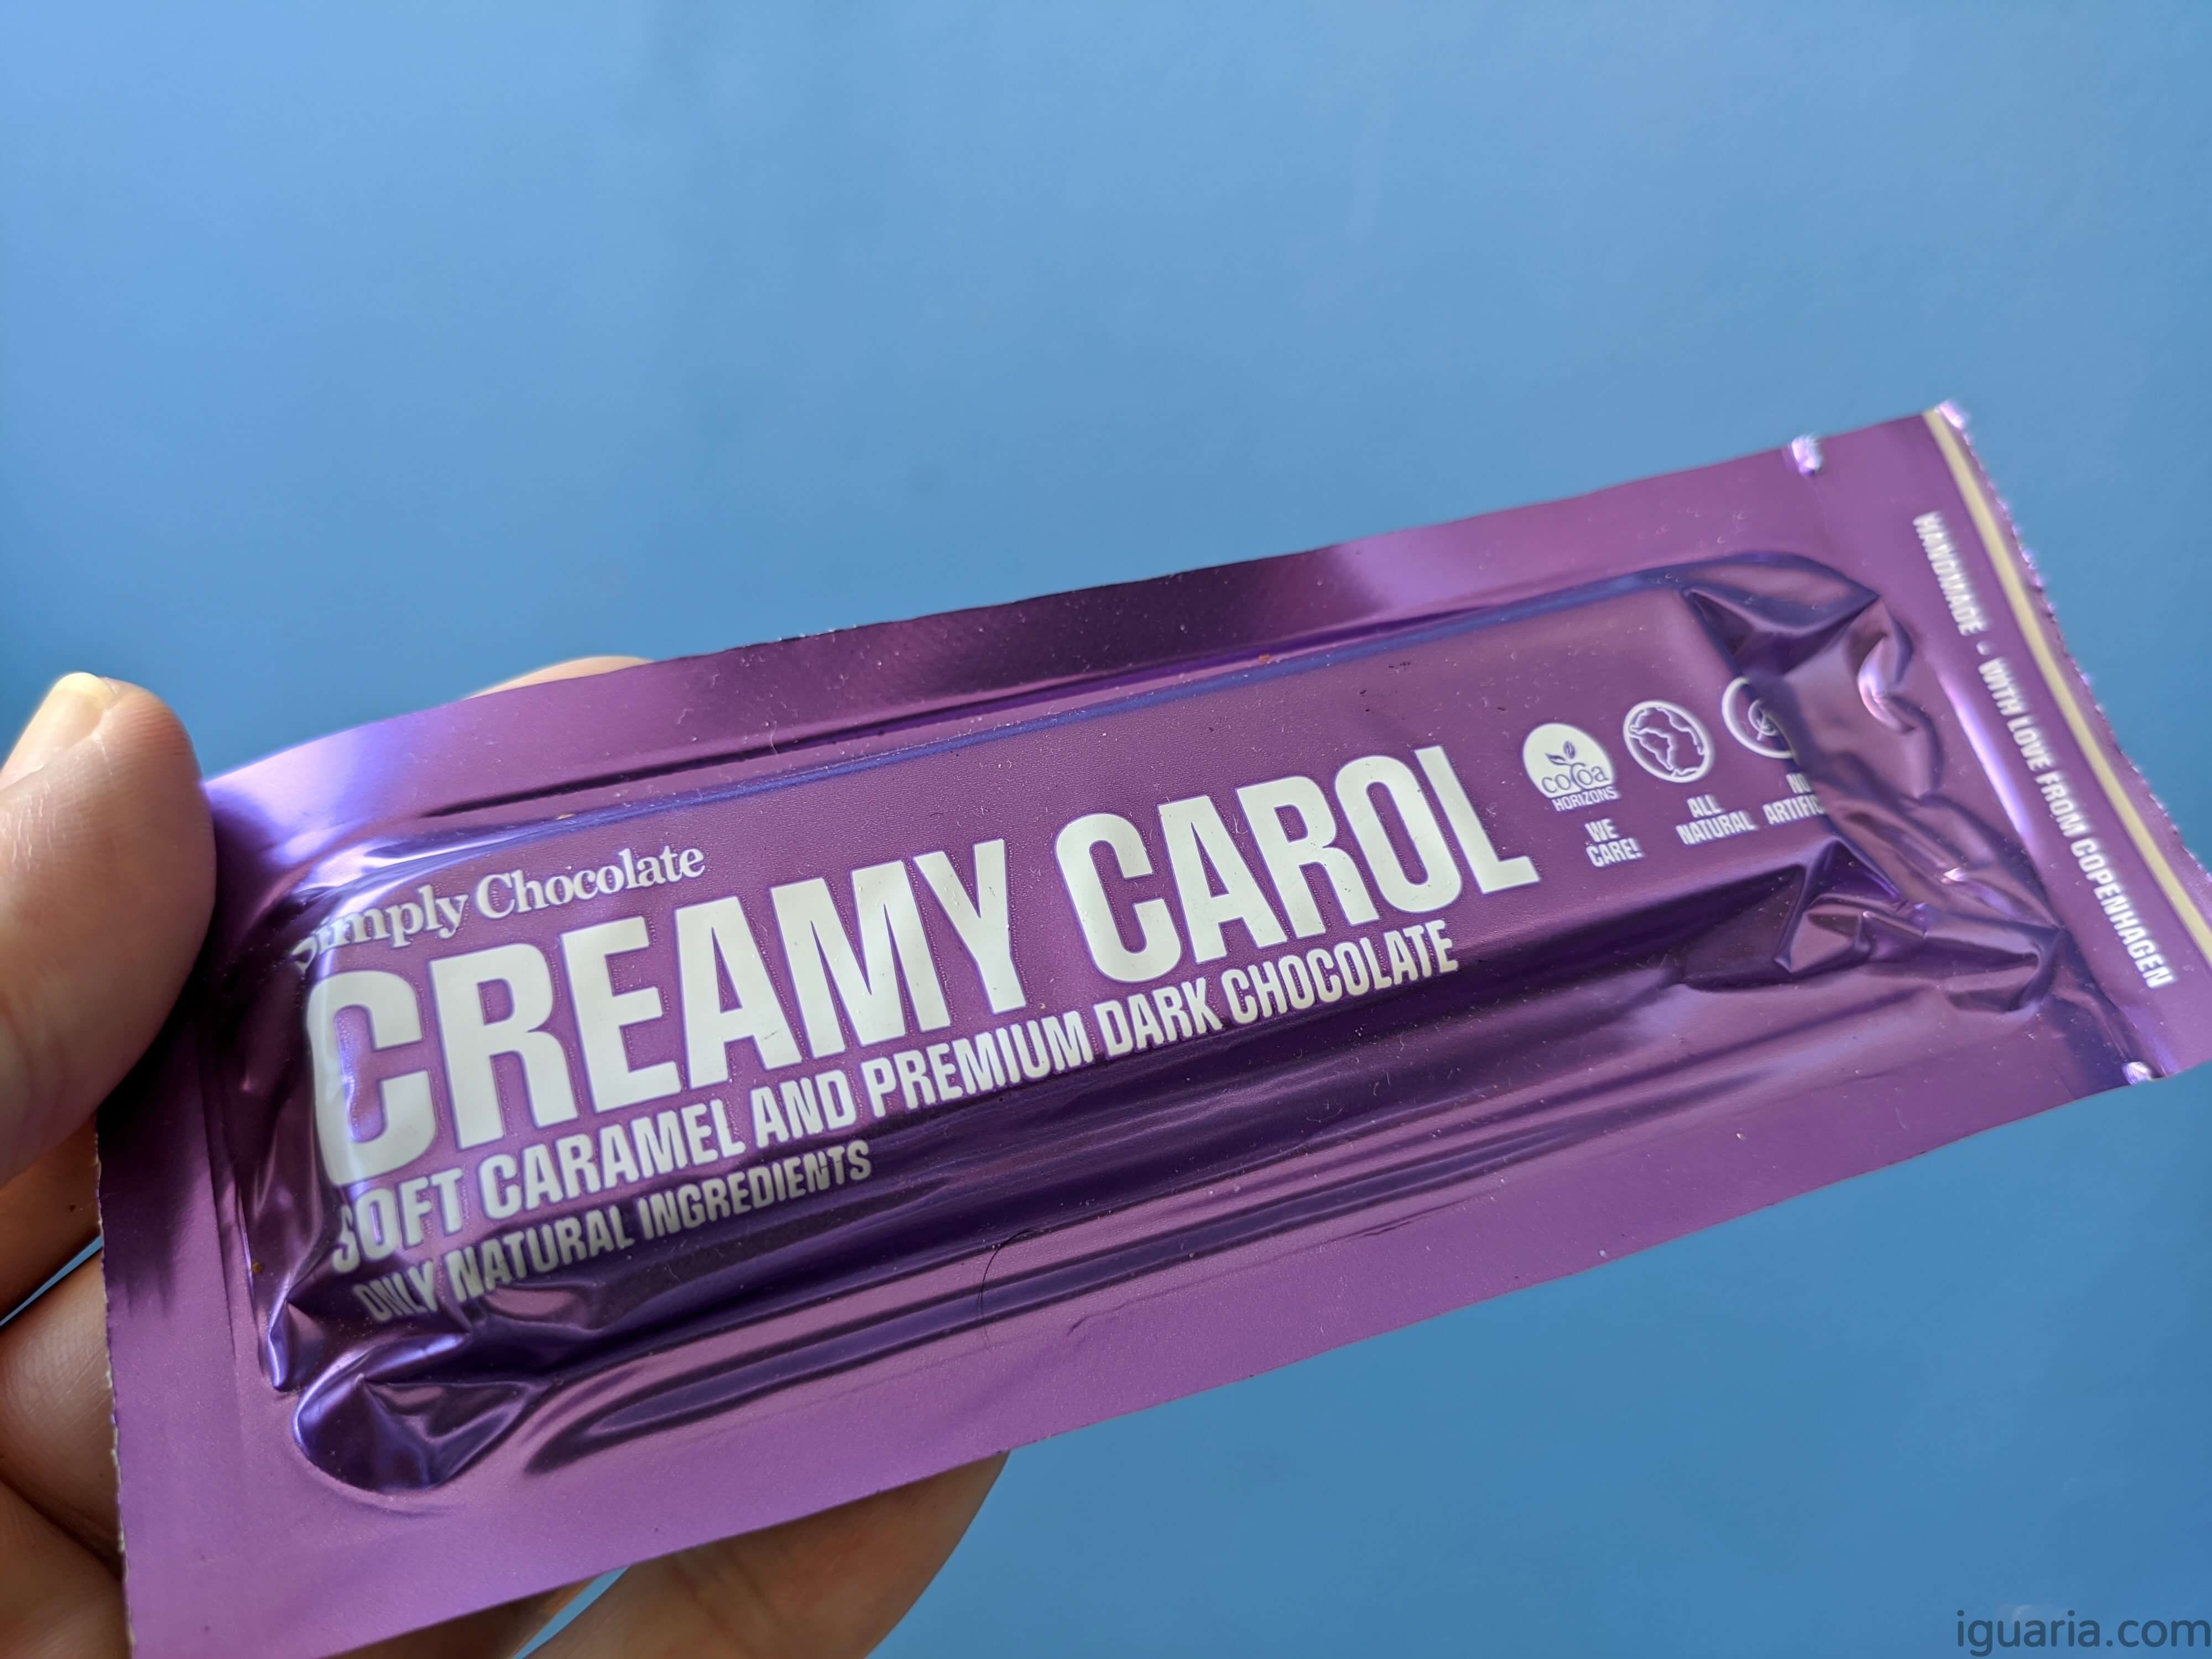 Simply Chocolate
CREAMY CAROL
SOFT CARAMEL AND PREMIUM DARK CHOCOLATE
ONLY NATURAL INGREDIENTS
cocoa
HORIZONS
WE
CARE!
ALL
NATURAL
HANDMADE • WITH LOVE FROM COPENHAGEN
iguaria.com